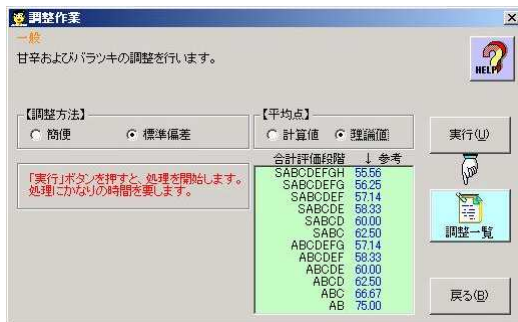 調整作業
一般
甘辛およびバラツキの調整を行います。
HELP
【調整方法】
簡便
標準偏差
【平均点】
計算値
理論値
実行(U)
「実行」ボタンを押すと、処理を開始します。
処理にかなりの時間を要します。
合計評価段階 ↓ 参考
SABCDEFGH 55.56
SABCDEFG 56.25
SABCDEF 57.14
SABCDE 58.33
SABCD 60.00
SABC 62.50
ABCDEFG 57.14
ABCDEF 58.33
ABCDE 60.00
ABCD 62.50
ABC 66.67
AB 75.00
調整一覧
戻る(B)